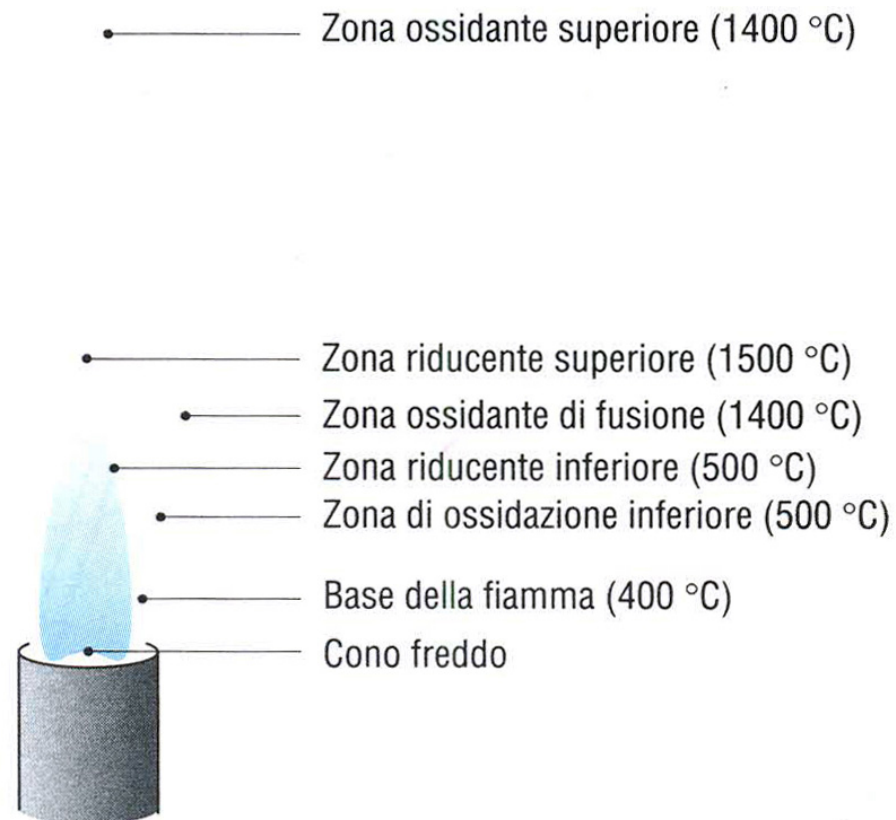 Zona ossidante superiore (1400 °C)
Zona riducente superiore (1500 °C)
Zona ossidante di fusione (1400 °C)
Zona riducente inferiore (500 °C)
Zona di ossidazione inferiore (500 °C)
Base della fiamma (400 °C)
Cono freddo